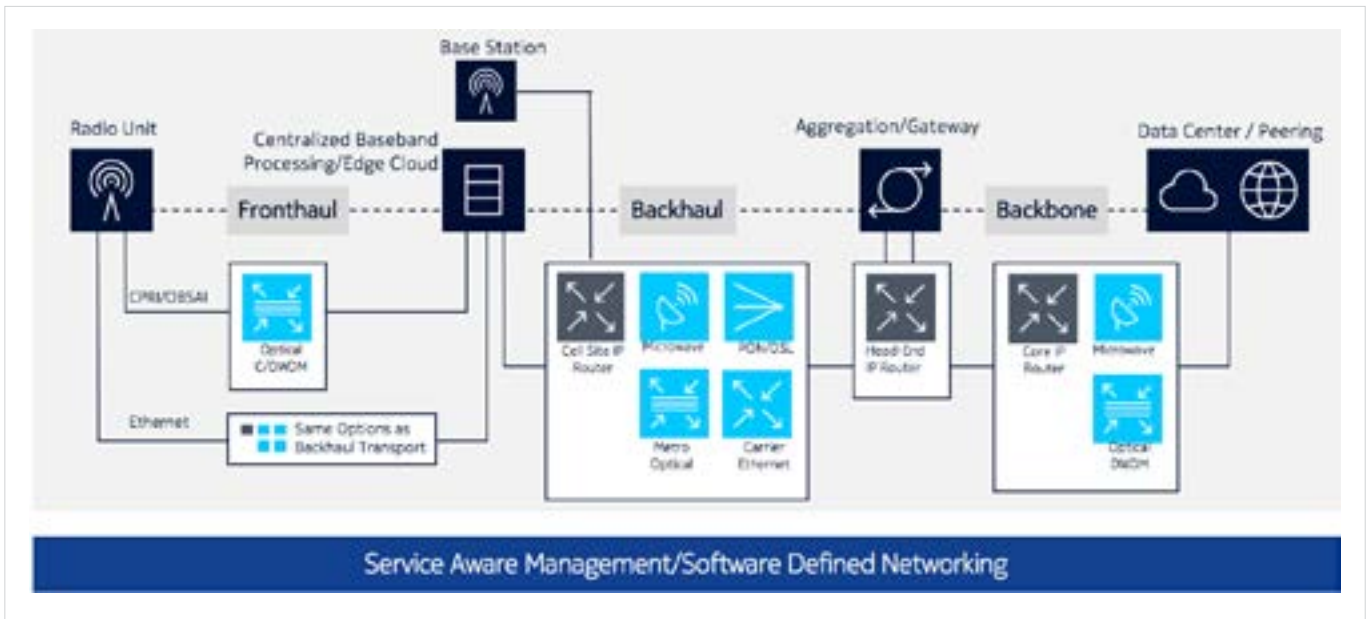 Base Station
Radio Unit
Centralized Baseband
Processing/Edge Cloud
Aggregation/Gateway
Data Center / Peering
Fronthaul
Backhaul
Backbone
CPRI/OBSAI
Optical
C/DWDM
Ethernet
Same Options as
Backhaul Transport
Cell Site IP
Router
Microwave
PON/DSL
Metro
Optical
Carrier
Ethernet
Head-End
IP Router
Core IP
Router
Microwave
Optical
DWDM
Service Aware Management/Software Defined Networking